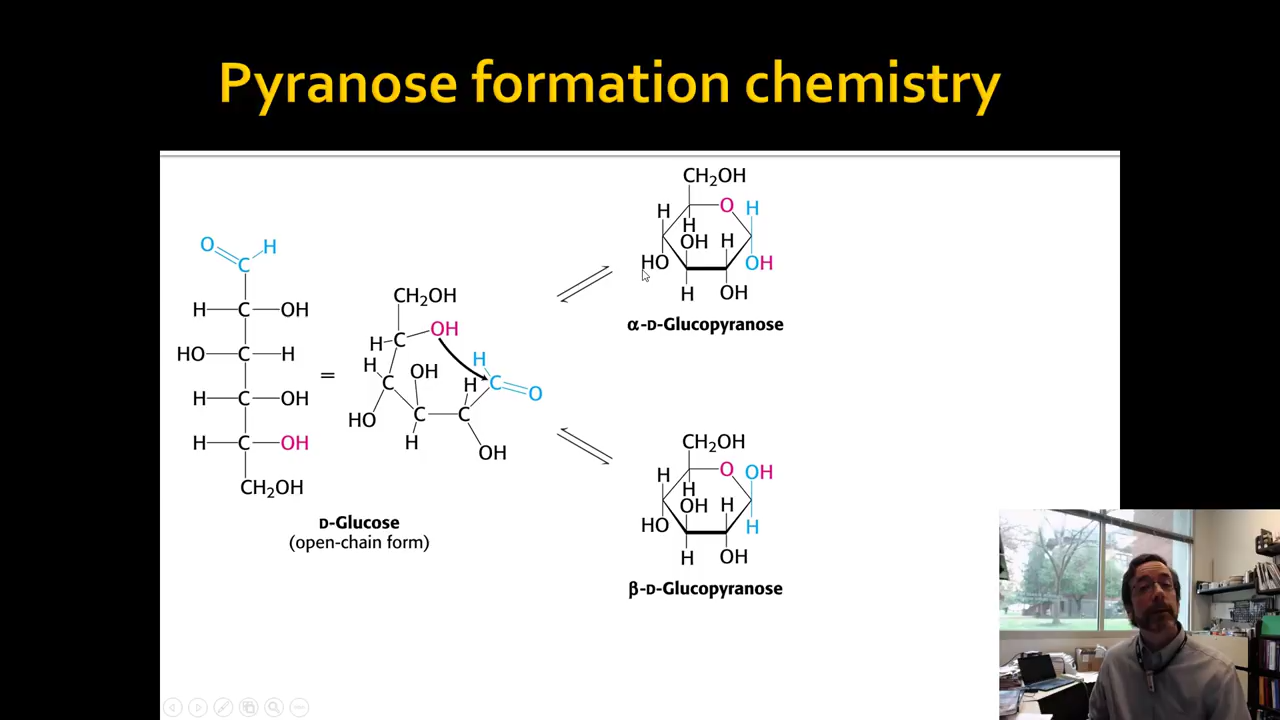 Pyranose formation chemistry
O H
C
H C OH
HO C H
H C OH
H C OH
CH₂OH
=
CH₂OH
H C OH
H OH H
C H C O
HO C C
H OH
D-Glucose
(open-chain form)
CH₂OH
H O H
H
OH H
HO OH
H OH
α-D-Glucopyranose
CH₂OH
H O OH
H
OH H
HO H
H OH
β-D-Glucopyranose